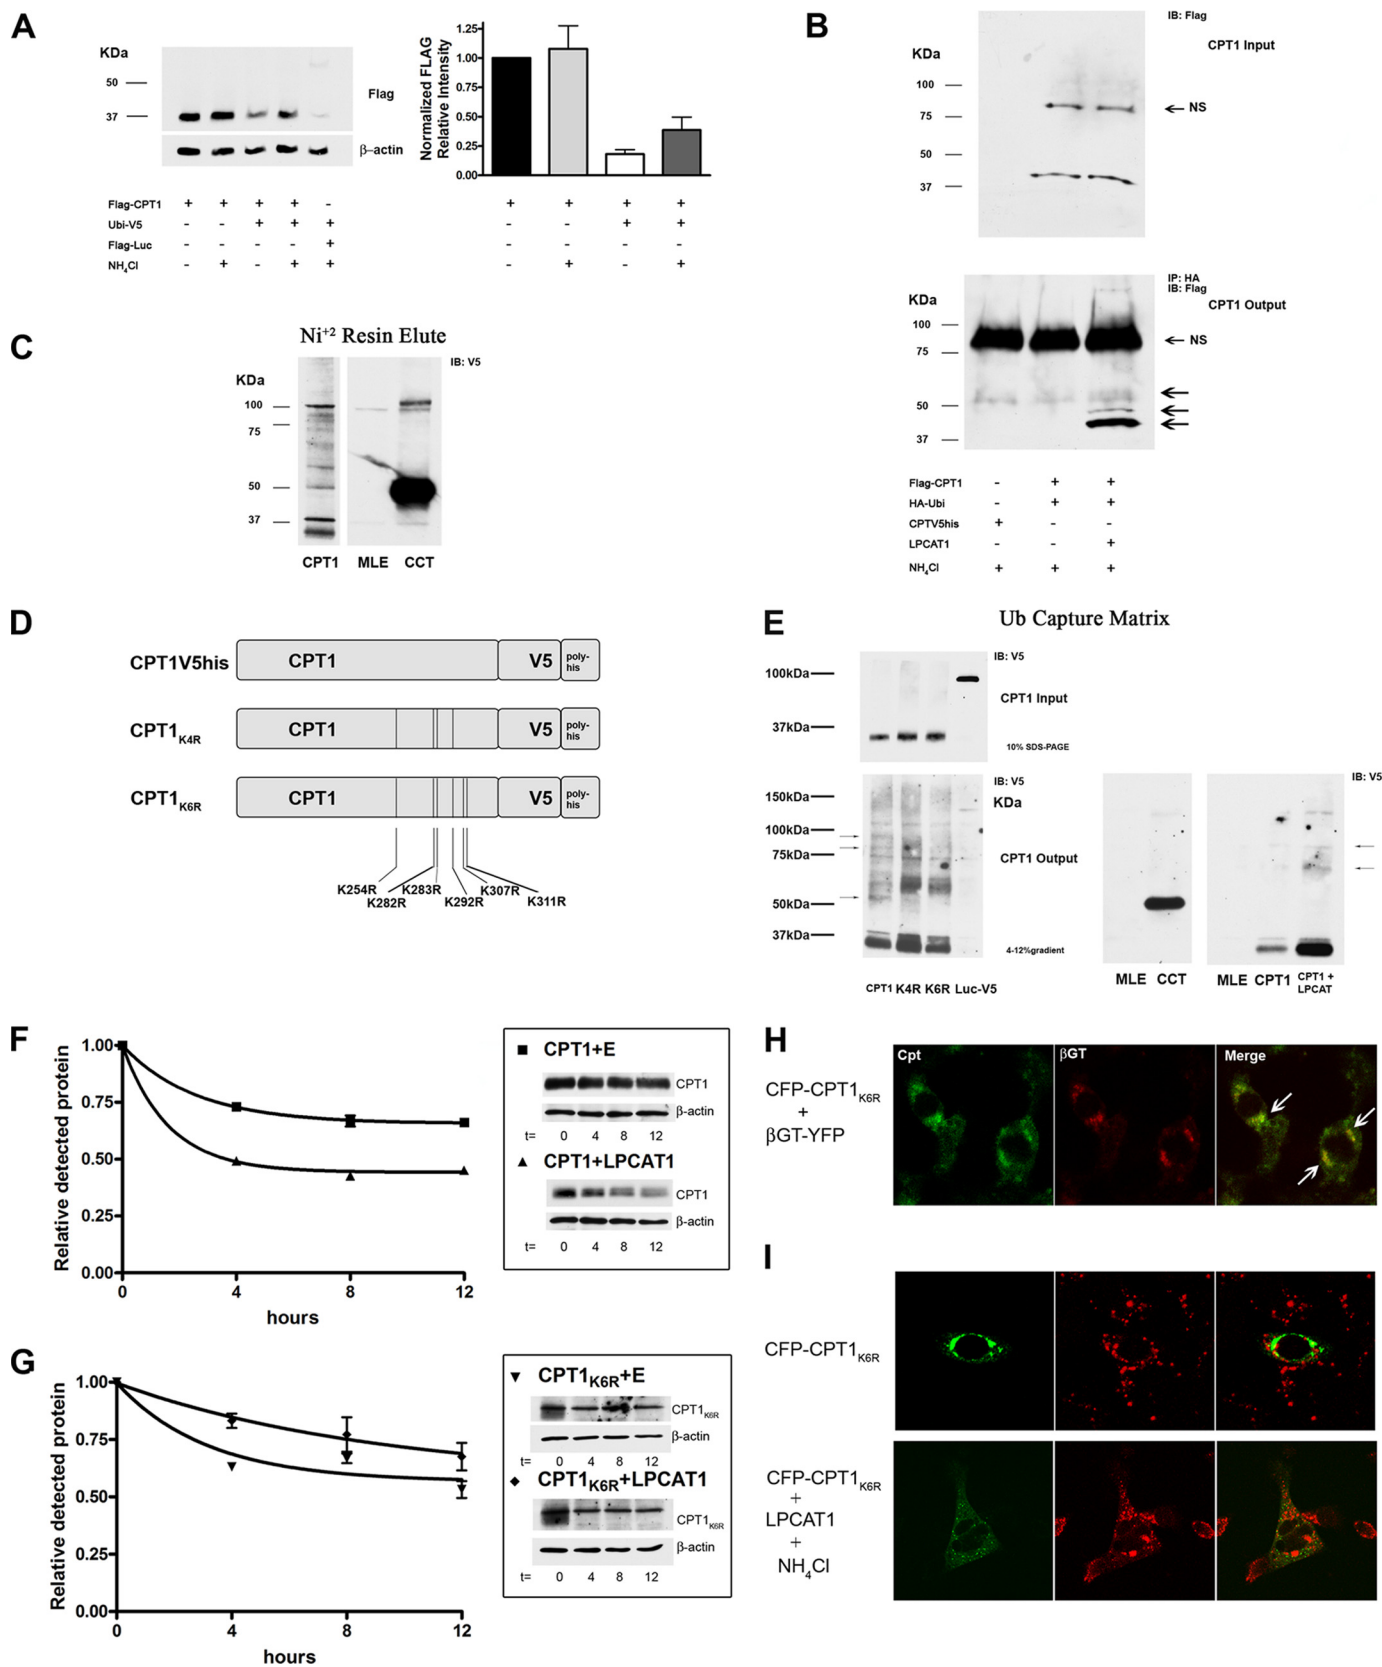 A
KDa
50
37
Flag
β–actin
Flag-CPT1 + + + + -
Ubi-V5 - - + + +
Flag-Luc - - - - +
NH4Cl - + - + +
Normalized FLAG
Relative Intensity
1.25
1.00
0.75
0.50
0.25
0.00
+ + + +
- - + +
- - - -
- + - +
B
IB: Flag
CPT1 Input
KDa
100
75
50
37
NS
IP: HA
IB: Flag
CPT1 Output
KDa
100
75
50
37
NS
Flag-CPT1 - + +
HA-Ubi - + +
CPTV5his + - -
LPCAT1 - - +
NH4Cl + + +
C
Ni+2 Resin Elute
IB: V5
KDa
100
75
50
37
CPT1 MLE CCT
D
CPT1V5his CPT1 V5 poly-his
CPT1K4R CPT1 V5 poly-his
CPT1K6R CPT1 V5 poly-his
K254R K283R K307R
K282R K292R K311R
E
Ub Capture Matrix
IB: V5
100kDa
37kDa
CPT1 Input
10% SDS-PAGE
IB: V5
KDa
150kDa
100kDa
75kDa
50kDa
37kDa
CPT1 Output
4-12%gradient
CPT1 K4R K6R Luc-V5
MLE CCT
IB: V5
MLE CPT1 CPT1 + LPCAT
F
Relative detected protein
1.00
0.75
0.50
0.25
0.00
0 4 8 12
hours
CPT1+E
CPT1
β-actin
t= 0 4 8 12
CPT1+LPCAT1
CPT1
β-actin
t= 0 4 8 12
G
Relative detected protein
1.00
0.75
0.50
0.25
0.00
0 4 8 12
hours
CPT1K6R+E
CPT1K6R
β-actin
t= 0 4 8 12
CPT1K6R+LPCAT1
CPT1K6R
β-actin
t= 0 4 8 12
H
CFP-CPT1K6R
+
βGT-YFP
Cpt βGT Merge
I
CFP-CPT1K6R
CFP-CPT1K6R
+
LPCAT1
+
NH4Cl